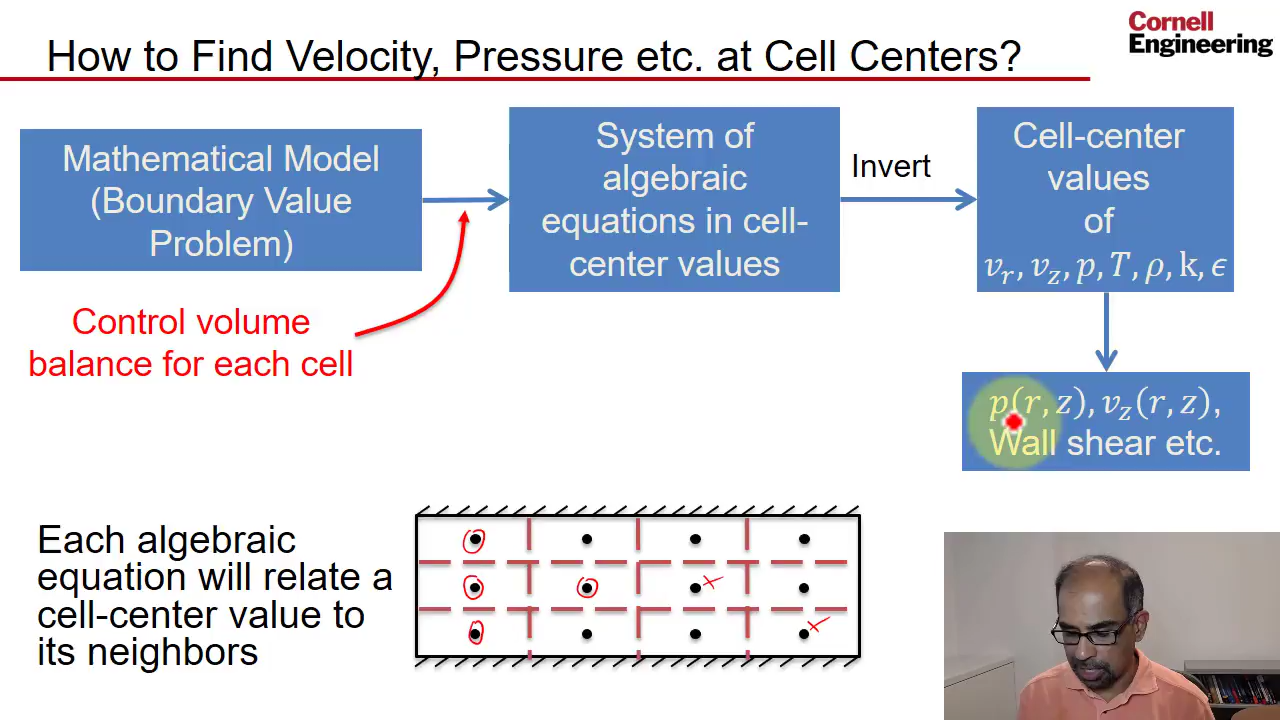 How to Find Velocity, Pressure etc. at Cell Centers?
Cornell
Engineering
Mathematical Model
(Boundary Value
Problem)
System of
algebraic
equations in cell-
center values
Invert
Cell-center
values
of
v_r, v_z, p, T, ρ, k, ϵ
Control volume
balance for each cell
p(r, z), v_z(r, z),
Wall shear etc.
Each algebraic
equation will relate a
cell-center value to
its neighbors